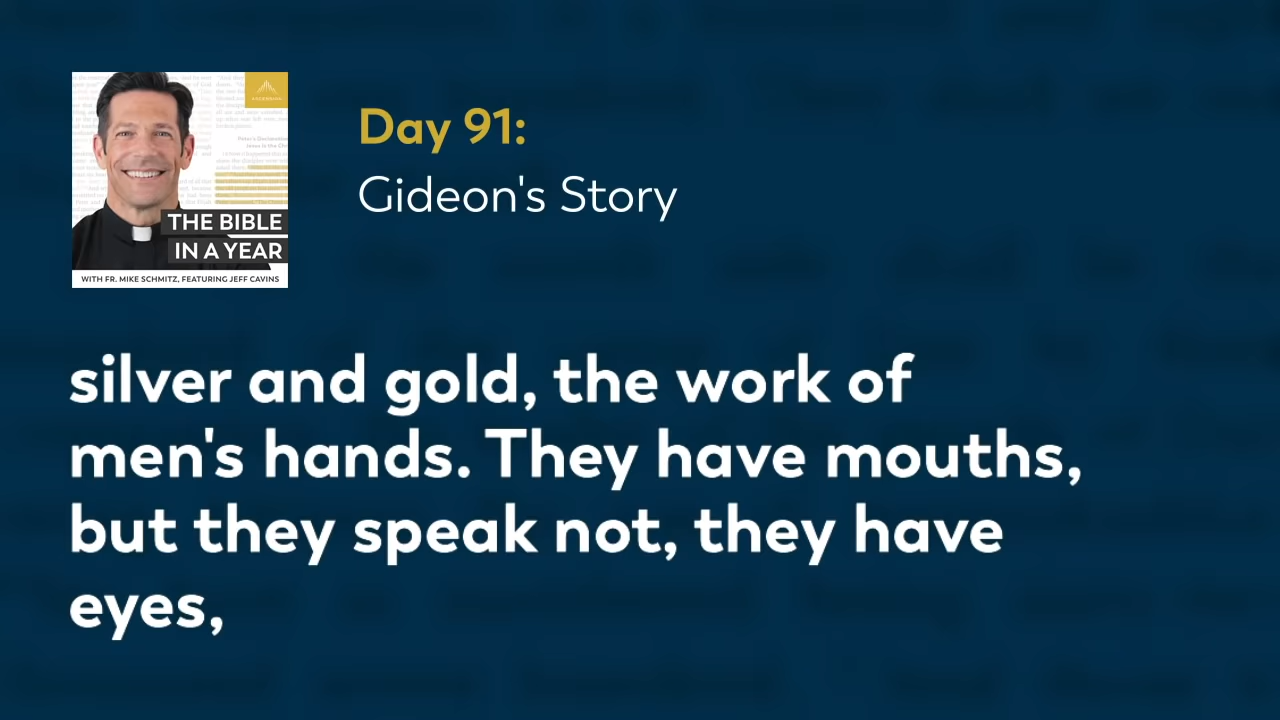 Day 91:
Gideon's Story
ASCENSION
THE BIBLE
IN A YEAR
WITH FR. MIKE SCHMITZ, FEATURING JEFF CAVINS
silver and gold, the work of
men's hands. They have mouths,
but they speak not, they have
eyes,